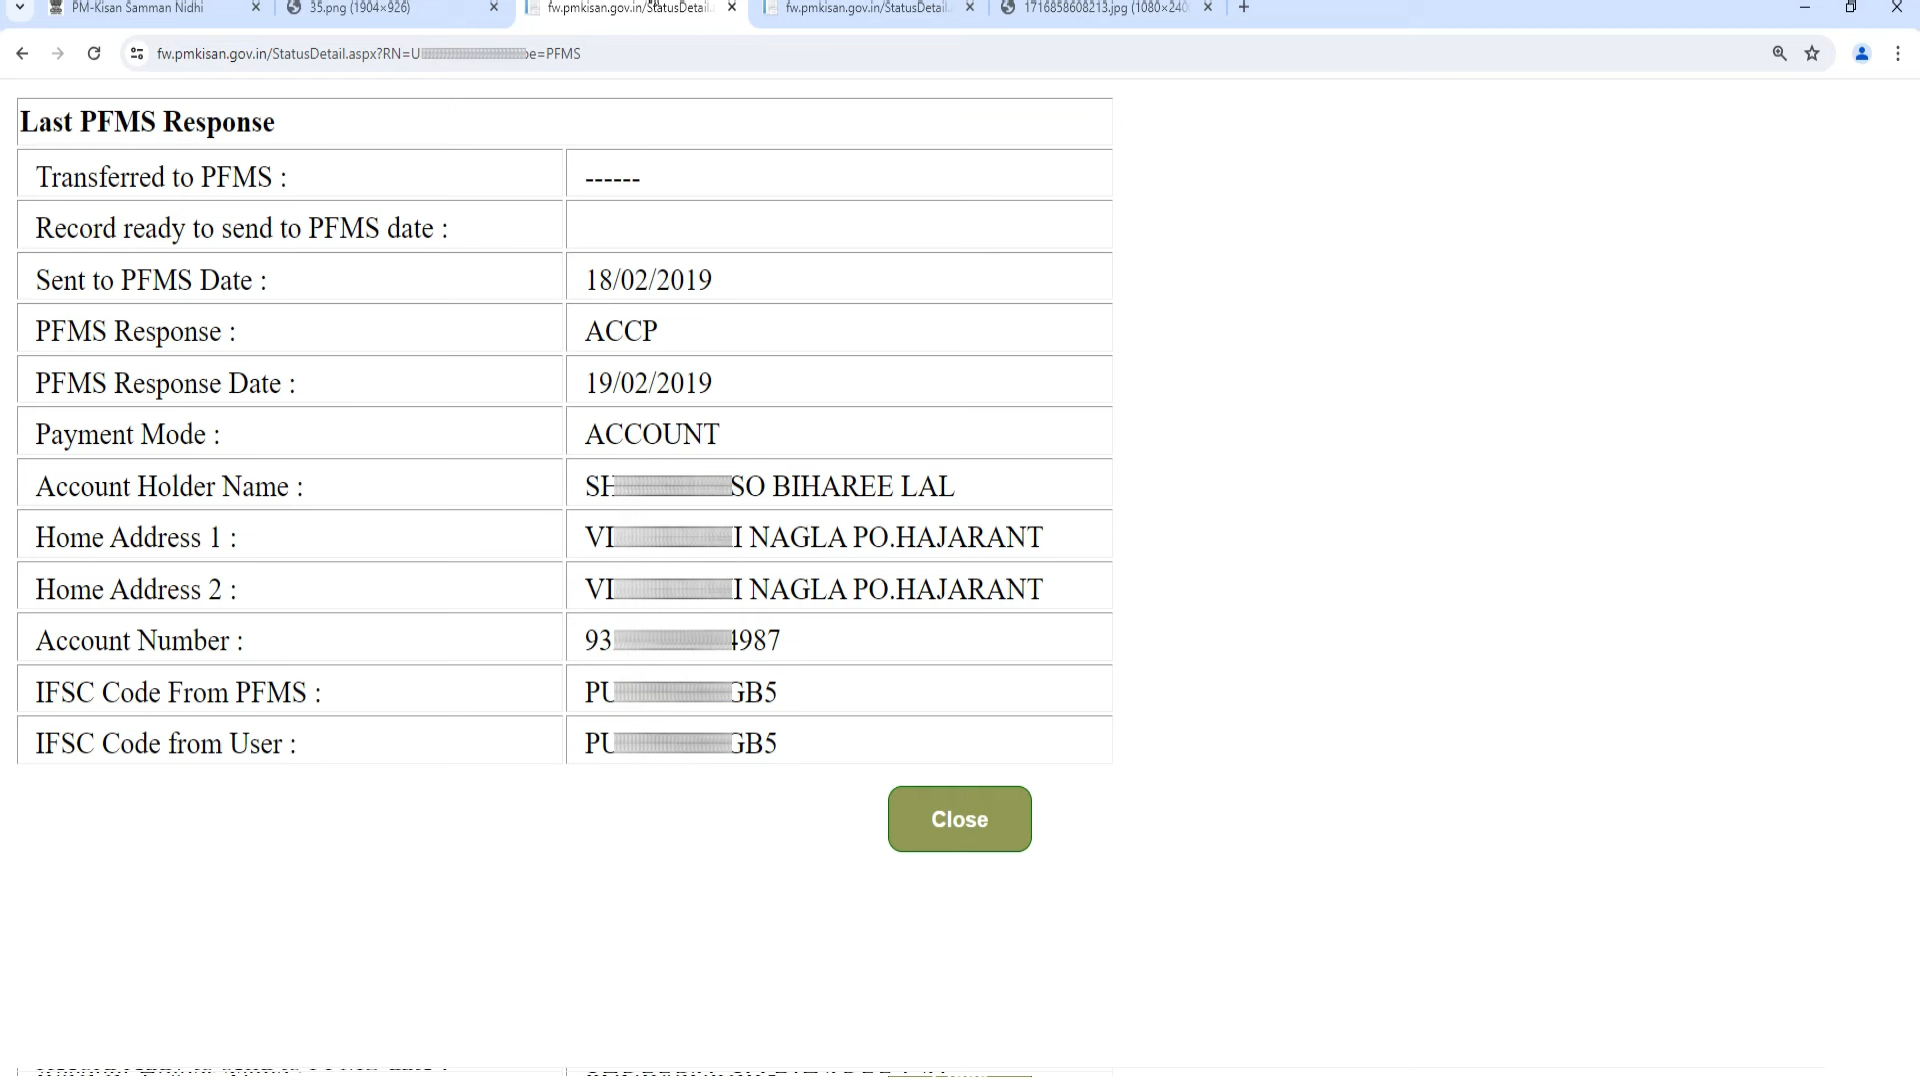 PM-Kisan Samman Nidhi 35.png (1904×926) fw.pmkisan.gov.in/StatusDetail. fw.pmkisan.gov.in/StatusDetail. 1716858608213.jpg (1080×240
fw.pmkisan.gov.in/StatusDetail.aspx?RN=U e=PFMS
Last PFMS Response
Transferred to PFMS : ------
Record ready to send to PFMS date :
Sent to PFMS Date : 18/02/2019
PFMS Response : ACCP
PFMS Response Date : 19/02/2019
Payment Mode : ACCOUNT
Account Holder Name : SH SO BIHAREE LAL
Home Address 1 : VI I NAGLA PO.HAJARANT
Home Address 2 : VI I NAGLA PO.HAJARANT
Account Number : 93 4987
IFSC Code From PFMS : PU GB5
IFSC Code from User : PU GB5
Close